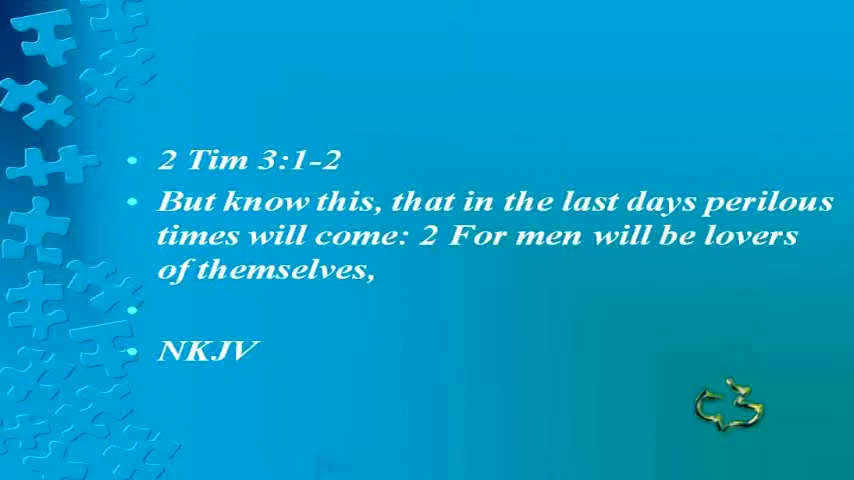 2 Tim 3:1-2
But know this, that in the last days perilous
times will come: 2 For men will be lovers
of themselves,
NKJV